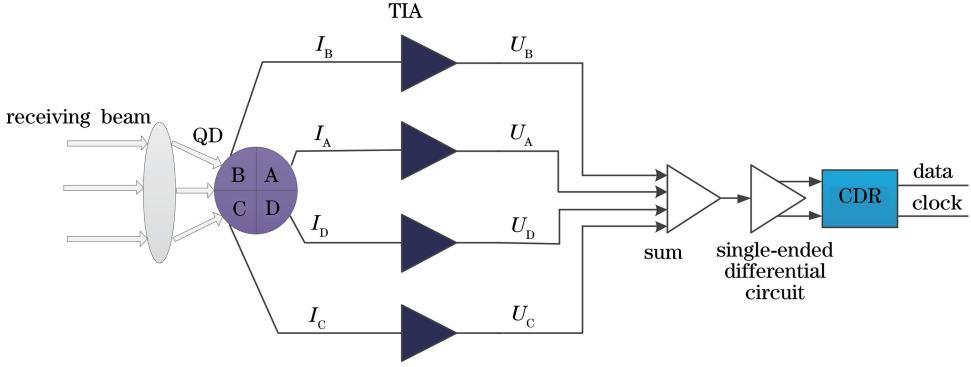 TIA
I_B
U_B
receiving beam
QD
I_A
U_A
B A
C D
I_D
U_D
sum
single-ended
differential
circuit
CDR
data
clock
I_C
U_C